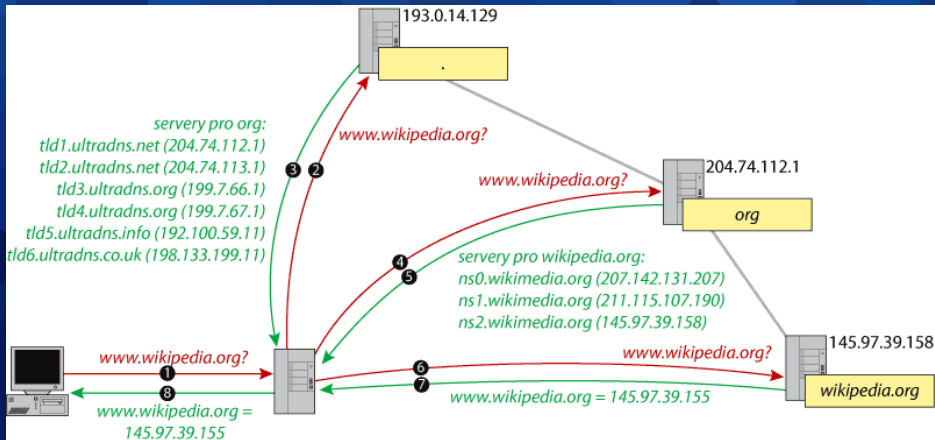 193.0.14.129
.
servery pro org:
tld1.ultradns.net (204.74.112.1)
tld2.ultradns.net (204.74.113.1)
tld3.ultradns.org (199.7.66.1)
tld4.ultradns.org (199.7.67.1)
tld5.ultradns.info (192.100.59.11)
tld6.ultradns.co.uk (198.133.199.11)
3
2
www.wikipedia.org?
204.74.112.1
org
www.wikipedia.org?
4
5
servery pro wikipedia.org:
ns0.wikimedia.org (207.142.131.207)
ns1.wikimedia.org (211.115.107.190)
ns2.wikimedia.org (145.97.39.158)
145.97.39.158
wikipedia.org
www.wikipedia.org?
1
8
www.wikipedia.org =
145.97.39.155
6
7
www.wikipedia.org?
www.wikipedia.org = 145.97.39.155